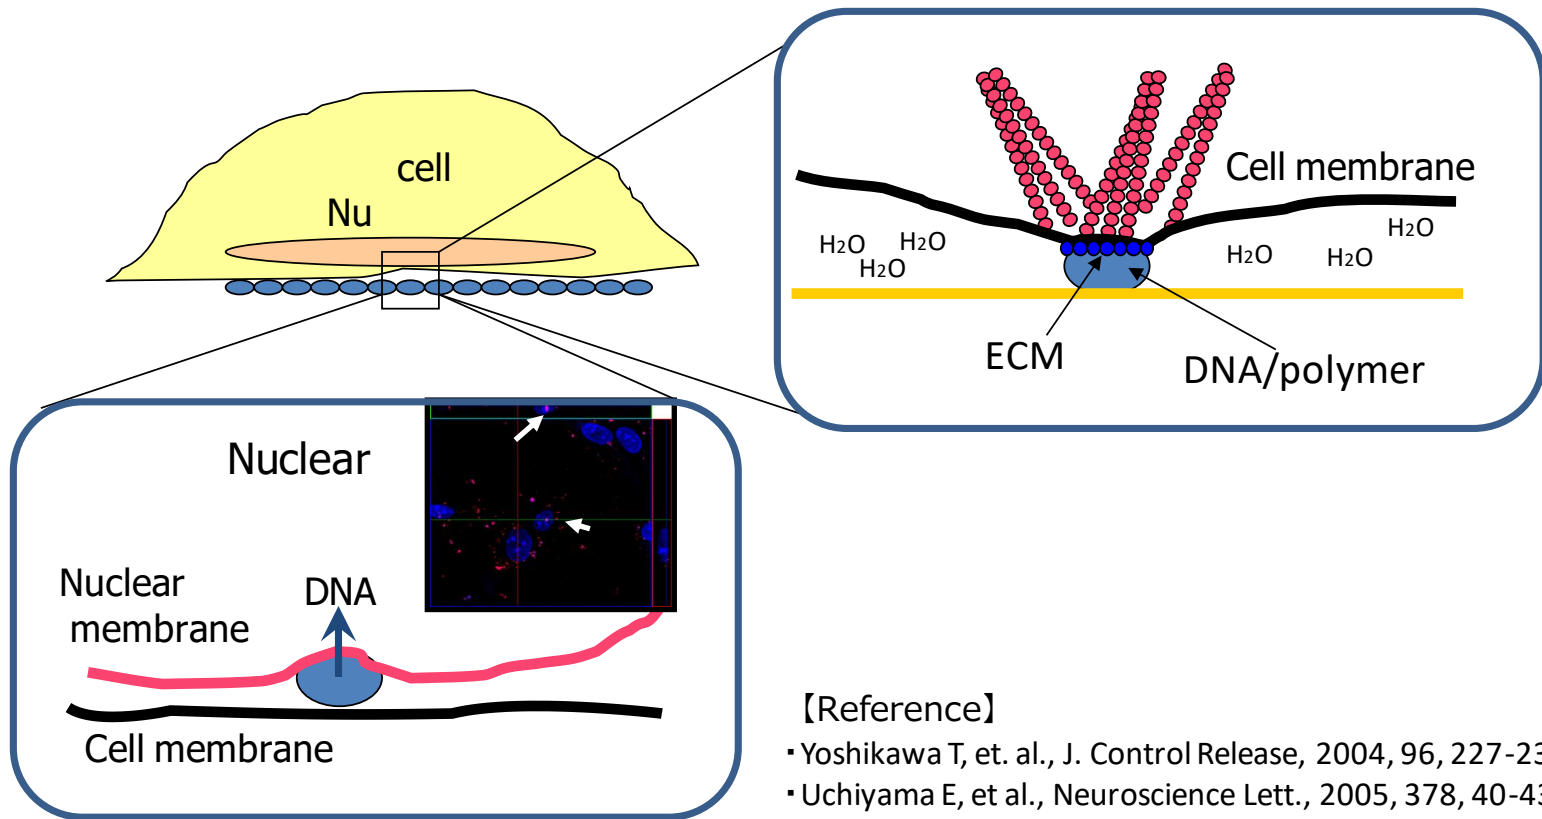 cell
Nu
Cell membrane
H2O
H2O
H2O
H2O
H2O
H2O
ECM
DNA/polymer
Nuclear
Nuclear
membrane
DNA
Cell membrane
【Reference】
・Yoshikawa T, et. al., J. Control Release, 2004, 96, 227-23
・Uchiyama E, et al., Neuroscience Lett., 2005, 378, 40-43